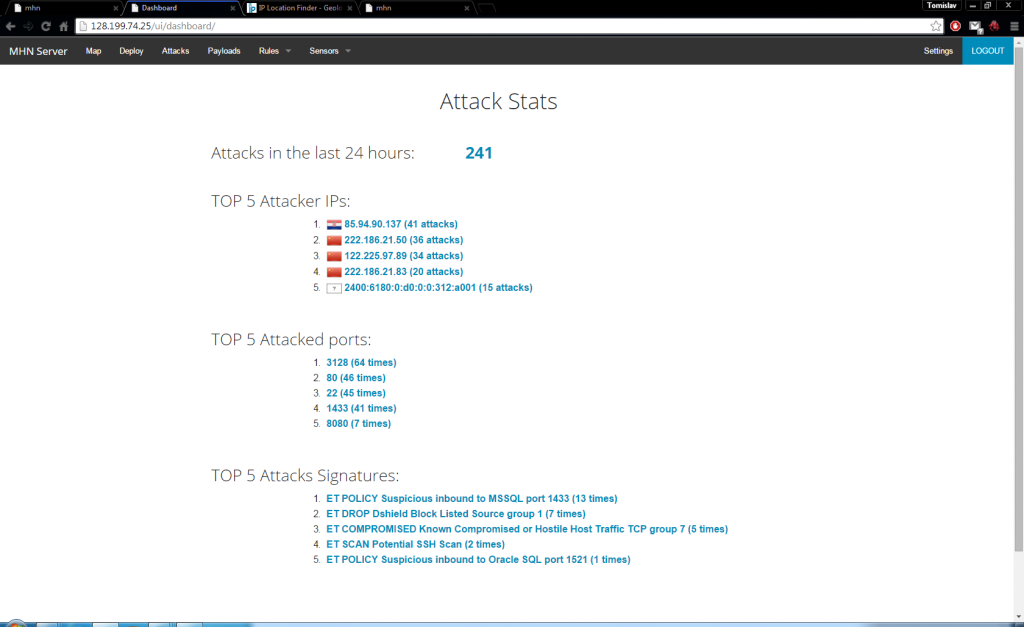 mhn
Dashboard
IP Location Finder - Geolo
mhn
Tomislav
128.199.74.25/ui/dashboard/
MHN Server Map Deploy Attacks Payloads Rules Sensors Settings LOGOUT
Attack Stats
Attacks in the last 24 hours: 241
TOP 5 Attacker IPs:
1. 85.94.90.137 (41 attacks)
2. 222.186.21.50 (36 attacks)
3. 122.225.97.89 (34 attacks)
4. 222.186.21.83 (20 attacks)
5. 2400:6180:0:d0:0:0:312:a001 (15 attacks)
TOP 5 Attacked ports:
1. 3128 (64 times)
2. 80 (46 times)
3. 22 (45 times)
4. 1433 (41 times)
5. 8080 (7 times)
TOP 5 Attacks Signatures:
1. ET POLICY Suspicious inbound to MSSQL port 1433 (13 times)
2. ET DROP Dshield Block Listed Source group 1 (7 times)
3. ET COMPROMISED Known Compromised or Hostile Host Traffic TCP group 7 (5 times)
4. ET SCAN Potential SSH Scan (2 times)
5. ET POLICY Suspicious inbound to Oracle SQL port 1521 (1 times)